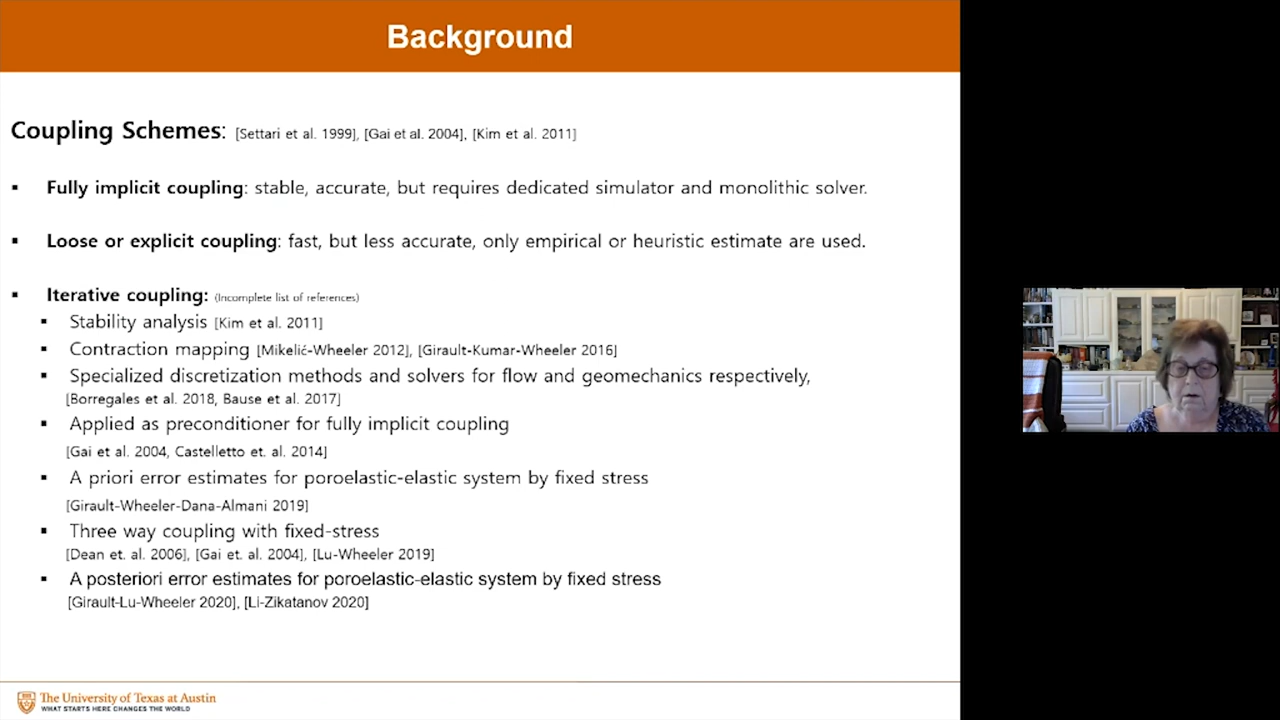 Background
Coupling Schemes: [Settari et al. 1999], [Gai et al. 2004], [Kim et al. 2011]
▪ Fully implicit coupling: stable, accurate, but requires dedicated simulator and monolithic solver.
▪ Loose or explicit coupling: fast, but less accurate, only empirical or heuristic estimate are used.
▪ Iterative coupling: (Incomplete list of references)
▪ Stability analysis [Kim et al. 2011]
▪ Contraction mapping [Mikelić-Wheeler 2012], [Girault-Kumar-Wheeler 2016]
▪ Specialized discretization methods and solvers for flow and geomechanics respectively,
[Borregales et al. 2018, Bause et al. 2017]
▪ Applied as preconditioner for fully implicit coupling
[Gai et al. 2004, Castelletto et. al. 2014]
▪ A priori error estimates for poroelastic-elastic system by fixed stress
[Girault-Wheeler-Dana-Almani 2019]
▪ Three way coupling with fixed-stress
[Dean et. al. 2006], [Gai et. al. 2004], [Lu-Wheeler 2019]
▪ A posteriori error estimates for poroelastic-elastic system by fixed stress
[Girault-Lu-Wheeler 2020], [Li-Zikatanov 2020]
The University of Texas at Austin
WHAT STARTS HERE CHANGES THE WORLD